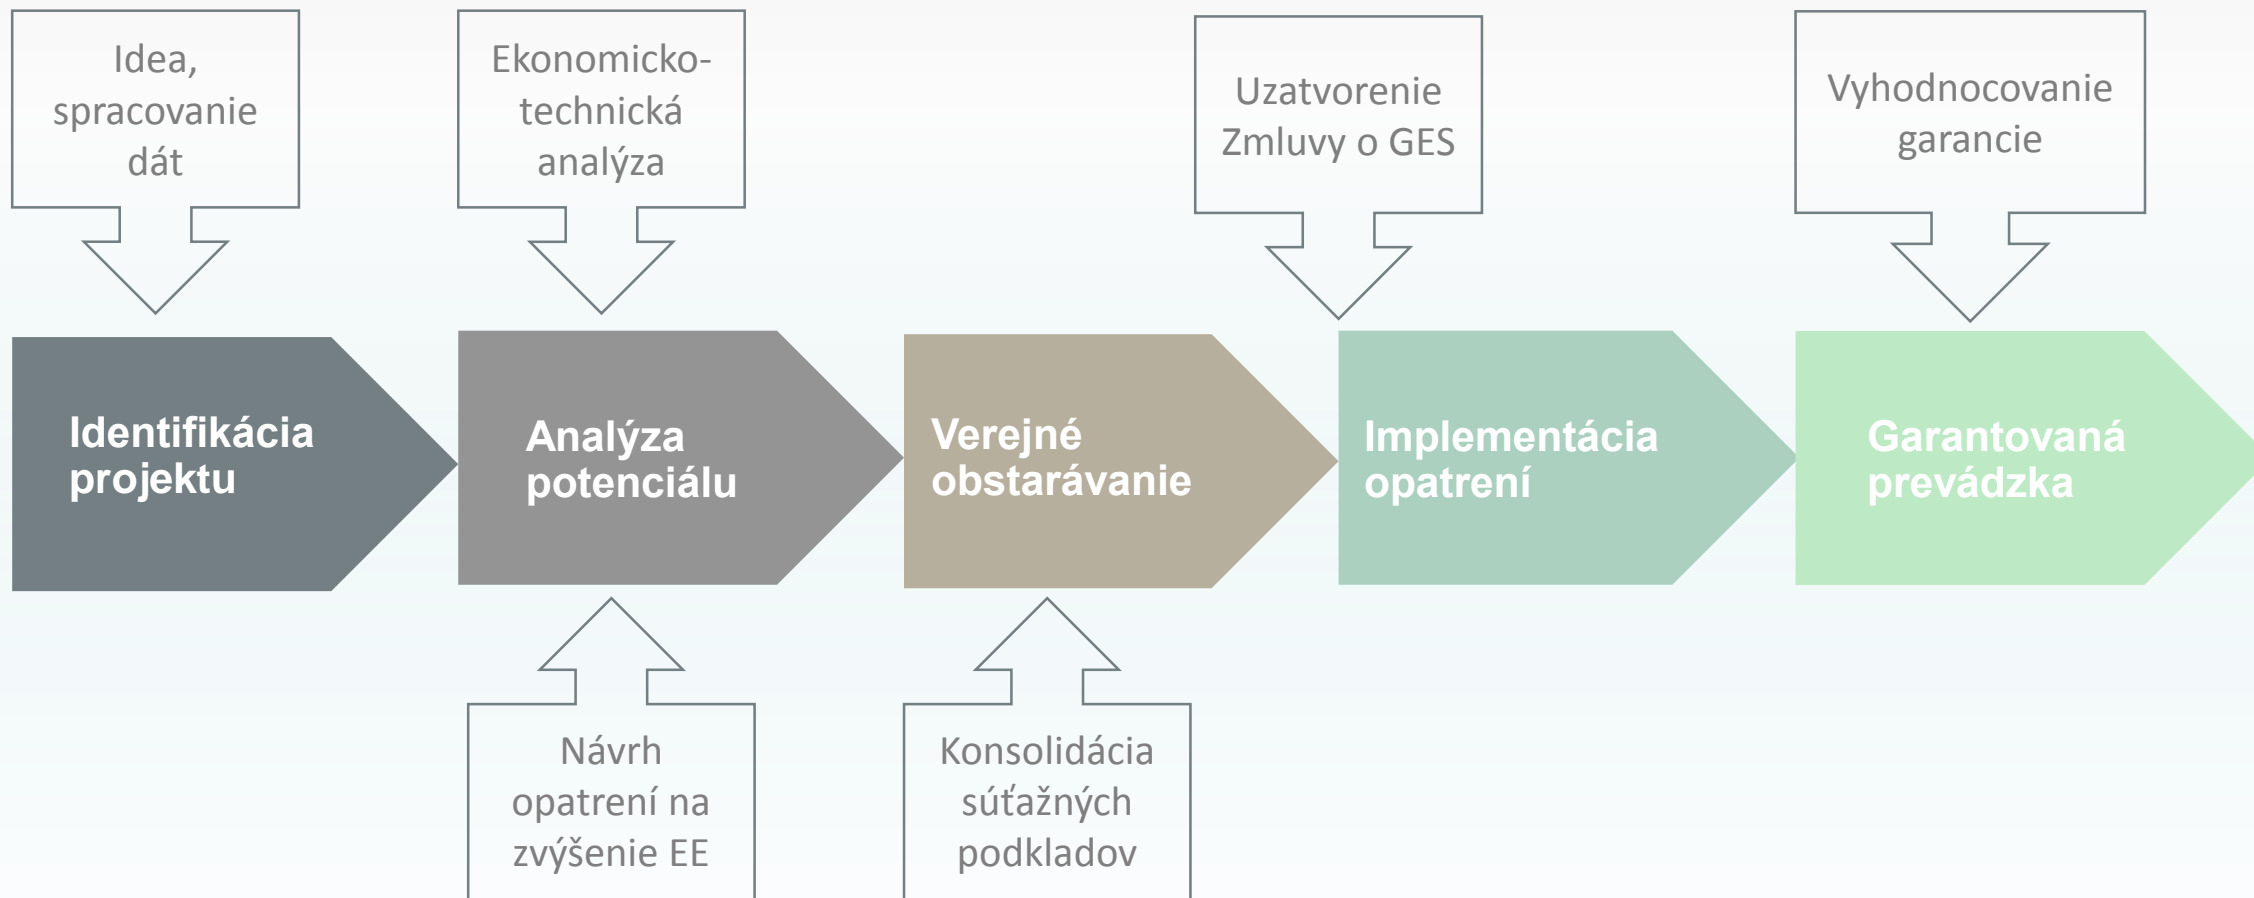 Idea,
spracovanie
dát
Ekonomicko-
technická
analýza
Uzatvorenie
Zmluvy o GES
Vyhodnocovanie
garancie
Identifikácia
projektu
Analýza
potenciálu
Verejné
obstarávanie
Implementácia
opatrení
Garantovaná
prevádzka
Návrh
opatrení na
zvýšenie EE
Konsolidácia
súťažných
podkladov